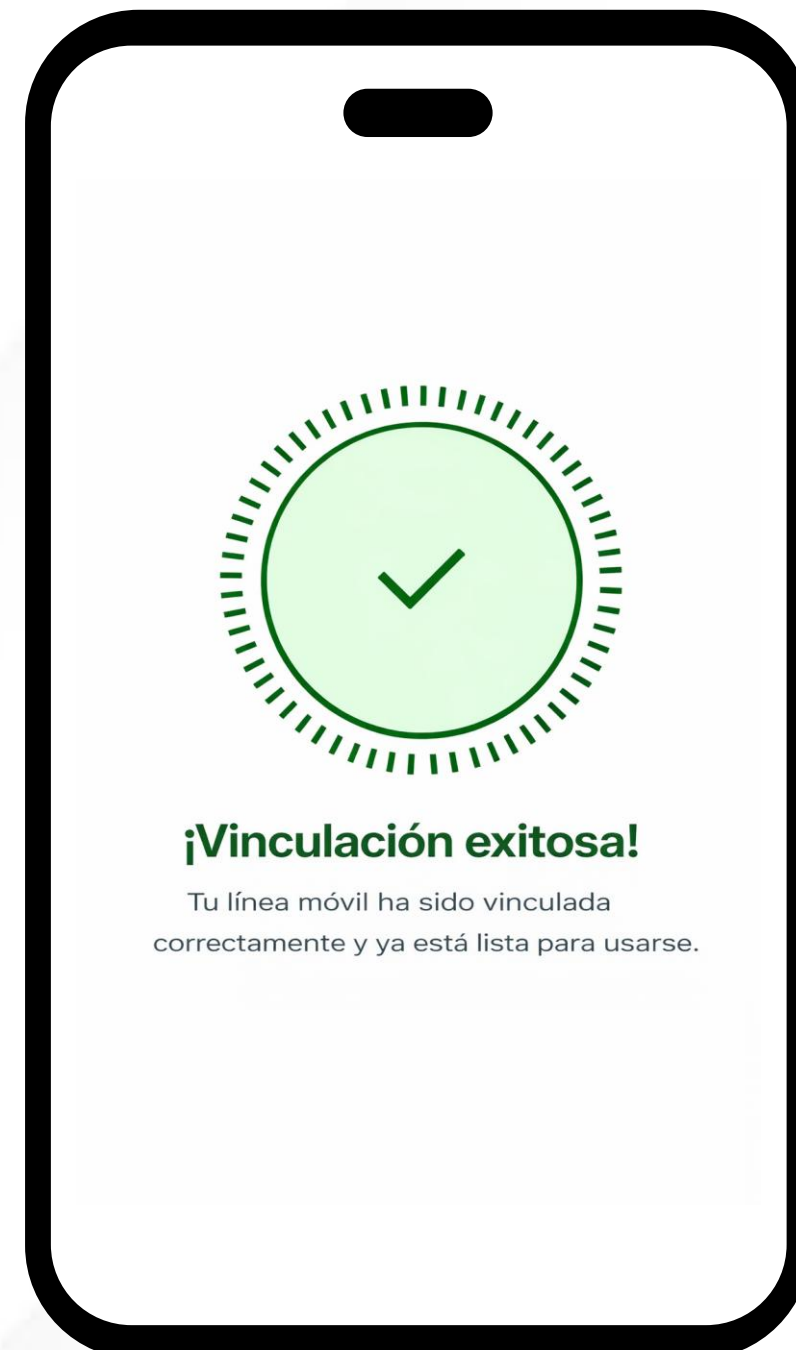 ¡Vinculación exitosa!
Tu línea móvil ha sido vinculada
correctamente y ya está lista para usarse.